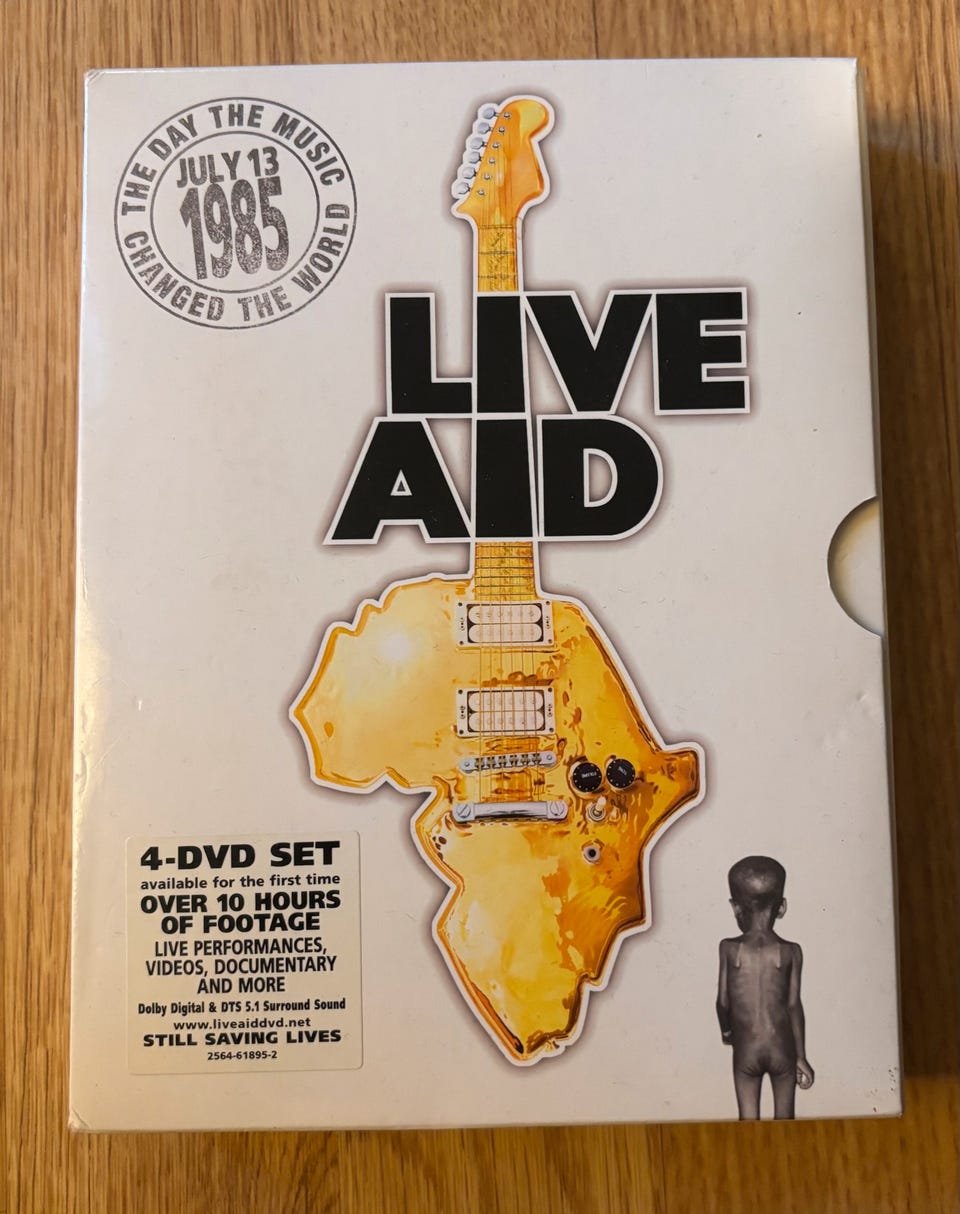 THE DAY THE MUSIC
CHANGED THE WORLD
JULY 13
1985
LIVE
AID
4-DVD SET
available for the first time
OVER 10 HOURS
OF FOOTAGE
LIVE PERFORMANCES,
VIDEOS, DOCUMENTARY
AND MORE
Dolby Digital & DTS 5.1 Surround Sound
www.liveaiddvd.net
STILL SAVING LIVES
2564-61895-2